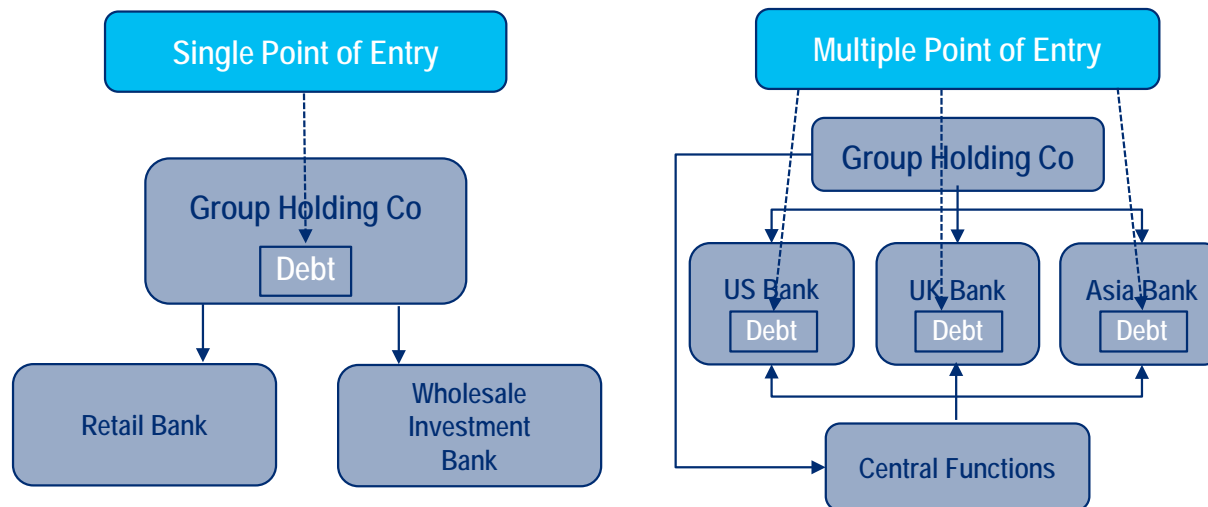 Single Point of Entry
Group Holding Co
Debt
Retail Bank
Wholesale
Investment
Bank
Multiple Point of Entry
Group Holding Co
US Bank
Debt
UK Bank
Debt
Asia Bank
Debt
Central Functions